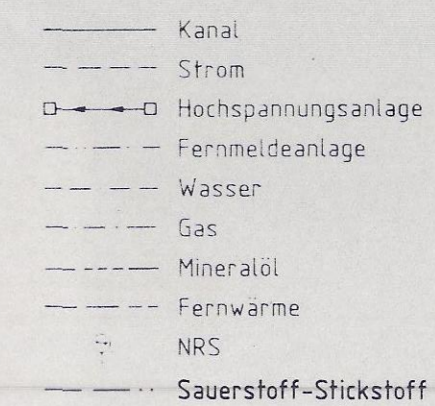 Kanal
Strom
Hochspannungsanlage
Fernmeldeanlage
Wasser
Gas
Mineralöl
Fernwärme
NRS
Sauerstoff-Stickstoff